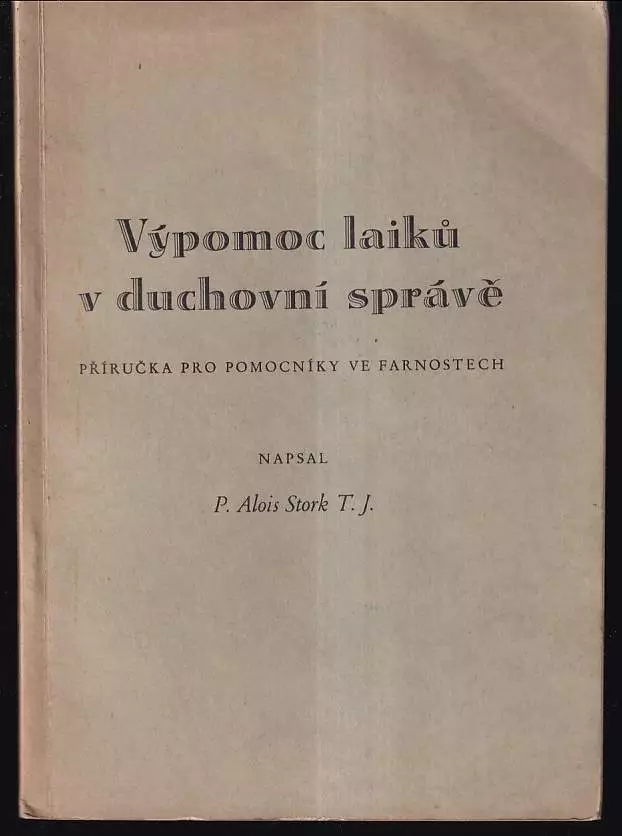 Výpomoc laiků
v duchovní správě
PŘÍRUČKA PRO POMOCNÍKY VE FARNOSTECH
NAPSAL
P. Alois Stork T. J.